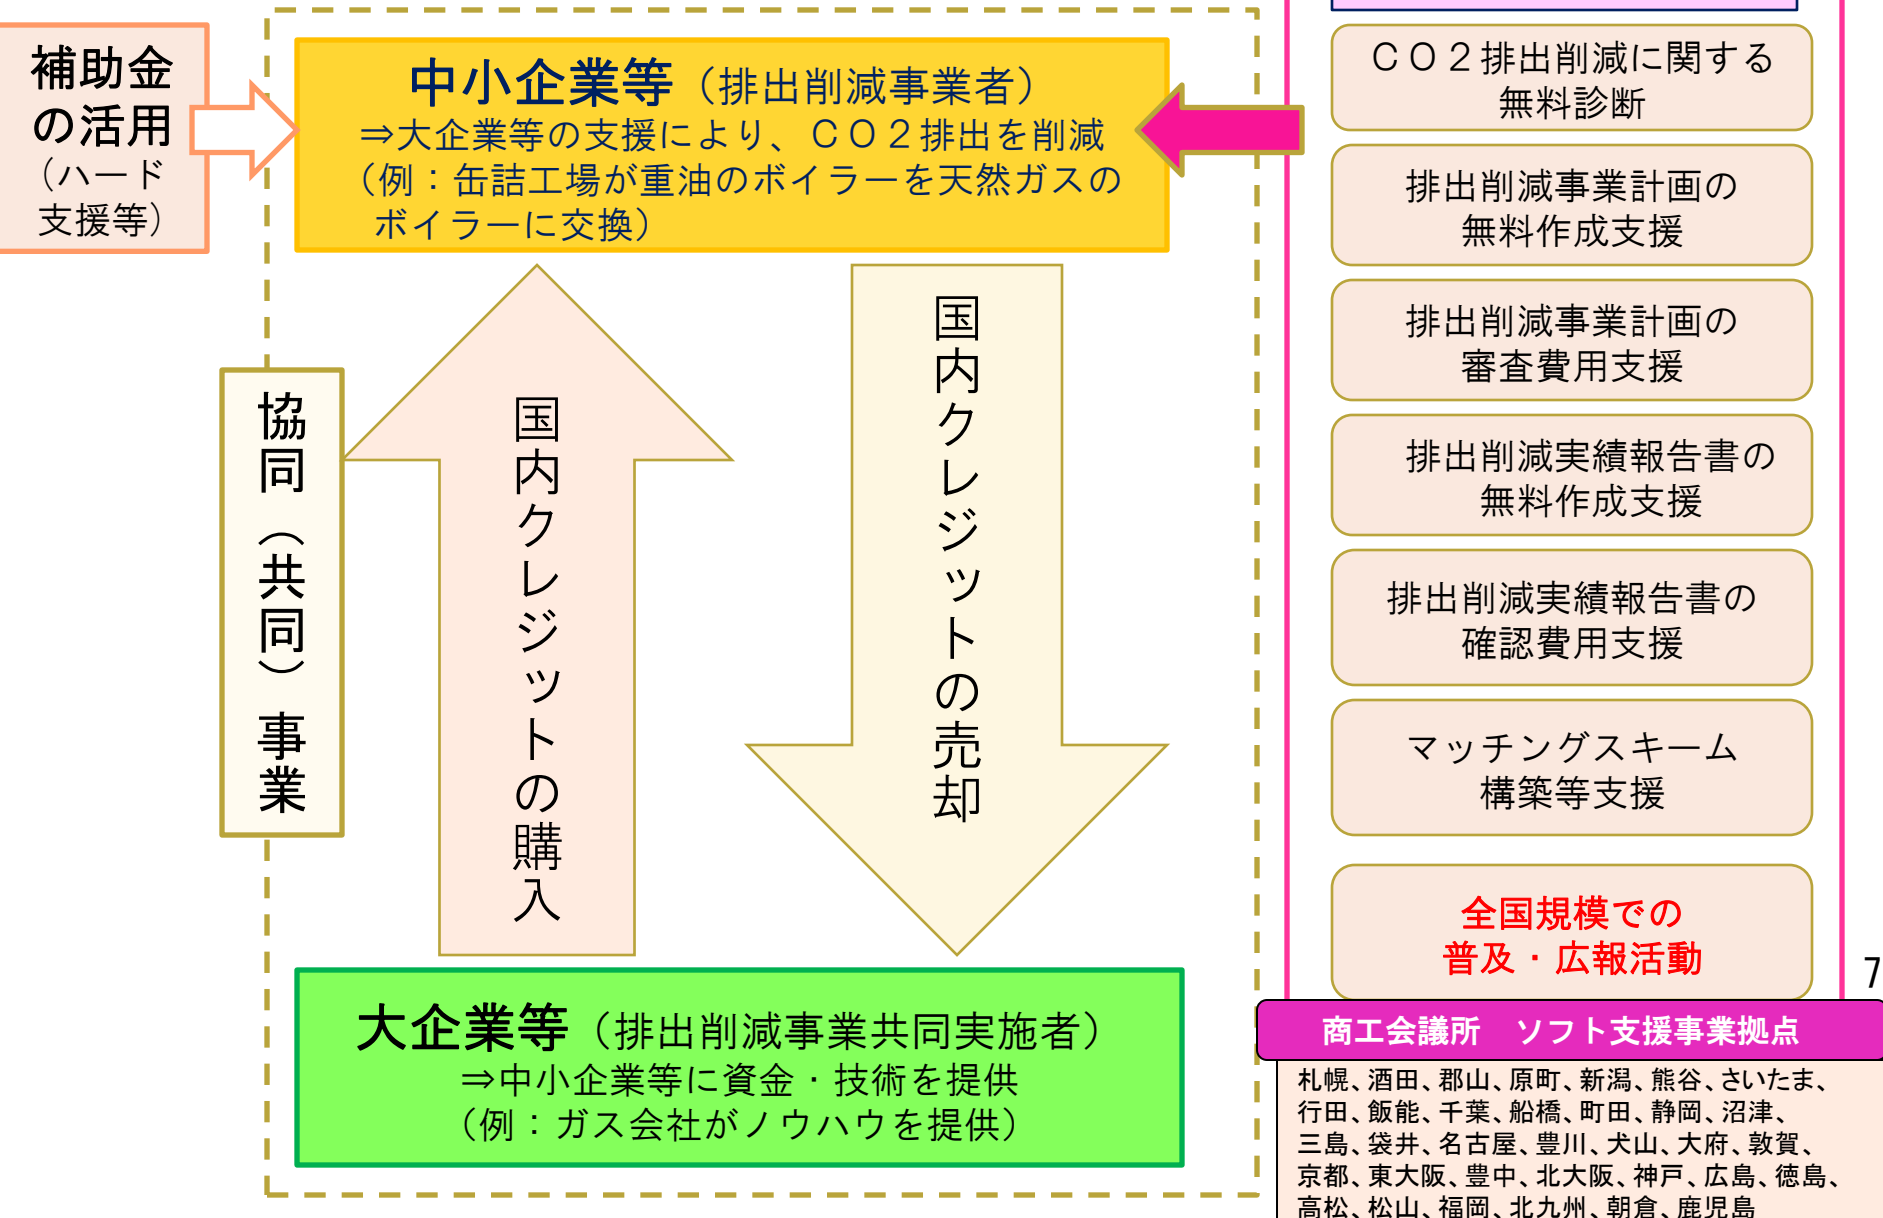 補助金
の活用
（ハード
支援等）
中小企業等（排出削減事業者）
⇒大企業等の支援により、ＣＯ２排出を削減
（例：缶詰工場が重油のボイラーを天然ガスの
ボイラーに交換）
協同（共同）事業
国内クレジットの購入
国内クレジットの売却
大企業等（排出削減事業共同実施者）
⇒中小企業等に資金・技術を提供
（例：ガス会社がノウハウを提供）
ＣＯ２排出削減に関する
無料診断
排出削減事業計画の
無料作成支援
排出削減事業計画の
審査費用支援
排出削減実績報告書の
無料作成支援
排出削減実績報告書の
確認費用支援
マッチングスキーム
構築等支援
全国規模での
普及・広報活動
7
商工会議所　ソフト支援事業拠点
札幌、酒田、郡山、原町、新潟、熊谷、さいたま、
行田、飯能、千葉、船橋、町田、静岡、沼津、
三島、袋井、名古屋、豊川、犬山、大府、敦賀、
京都、東大阪、豊中、北大阪、神戸、広島、徳島、
高松、松山、福岡、北九州、朝倉、鹿児島